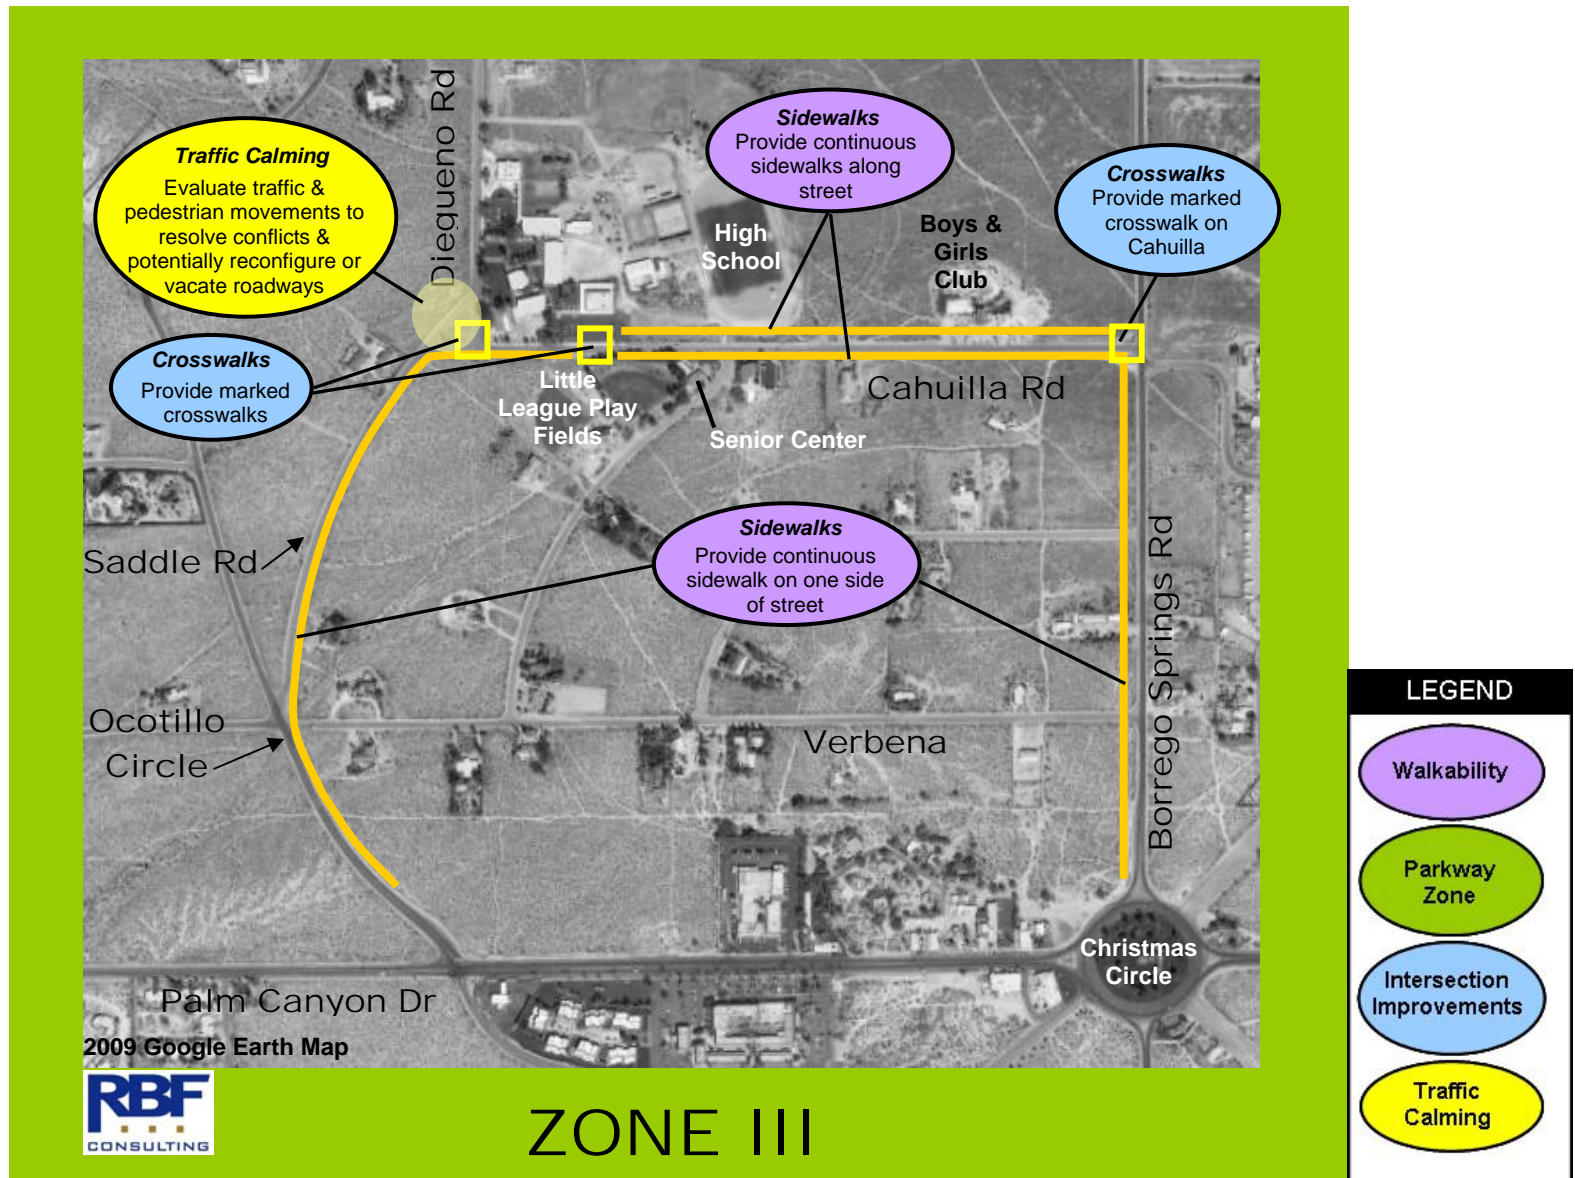 Diegueno Rd
Traffic Calming
Evaluate traffic &
pedestrian movements to
resolve conflicts &
potentially reconfigure or
vacate roadways
Sidewalks
Provide continuous
sidewalks along
street
Crosswalks
Provide marked
crosswalk on
Cahuilla
High
School
Boys &
Girls
Club
Crosswalks
Provide marked
crosswalks
Little
League Play
Fields
Senior Center
Cahuilla Rd
Saddle Rd
Sidewalks
Provide continuous
sidewalk on one side
of street
Borrego Springs Rd
Ocotillo
Circle
Verbena
Christmas
Circle
Palm Canyon Dr
2009 Google Earth Map
RBF
CONSULTING
ZONE III
LEGEND
Walkability
Parkway
Zone
Intersection
Improvements
Traffic
Calming